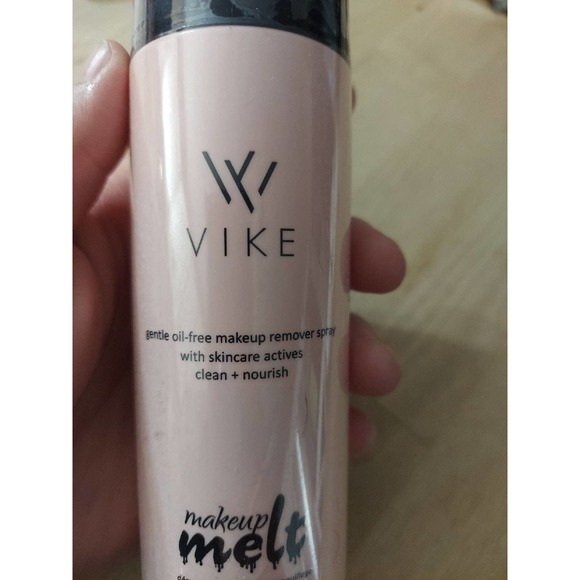 VIKE
gentle oil-free makeup remover spray
with skincare actives
clean + nourish
makeup
melt